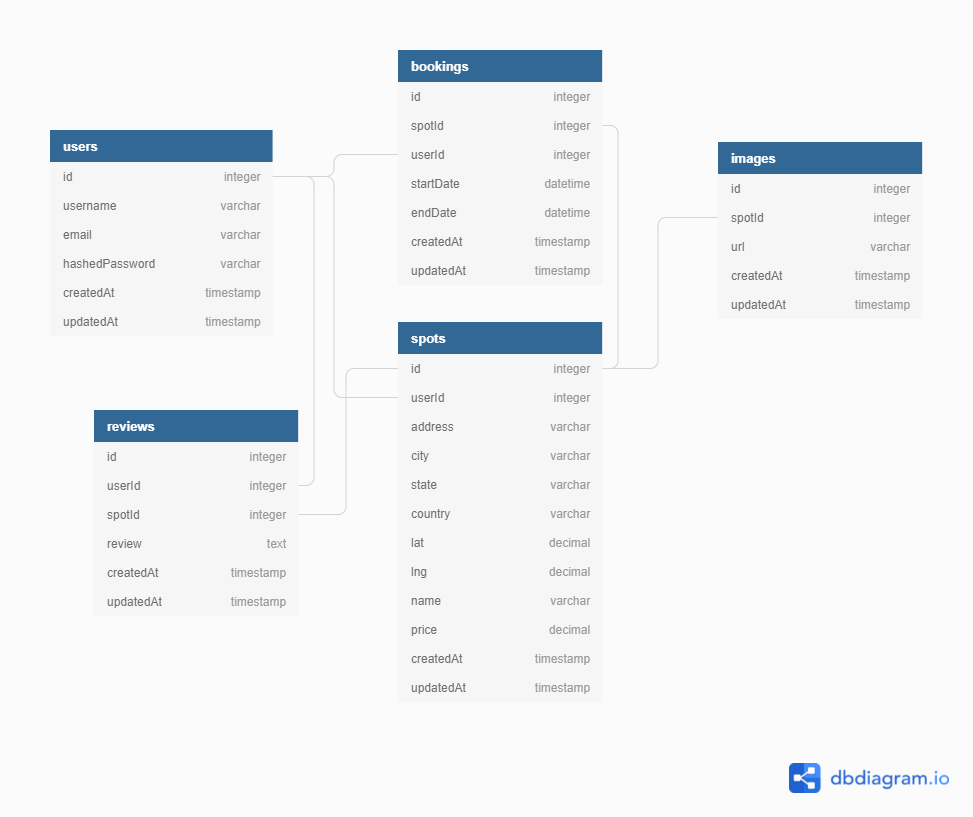 users
id integer
username varchar
email varchar
hashedPassword varchar
createdAt timestamp
updatedAt timestamp
reviews
id integer
userId integer
spotId integer
review text
createdAt timestamp
updatedAt timestamp
bookings
id integer
spotId integer
userId integer
startDate datetime
endDate datetime
createdAt timestamp
updatedAt timestamp
spots
id integer
userId integer
address varchar
city varchar
state varchar
country varchar
lat decimal
lng decimal
name varchar
price decimal
createdAt timestamp
updatedAt timestamp
images
id integer
spotId integer
url varchar
createdAt timestamp
updatedAt timestamp
dbdiagram.io